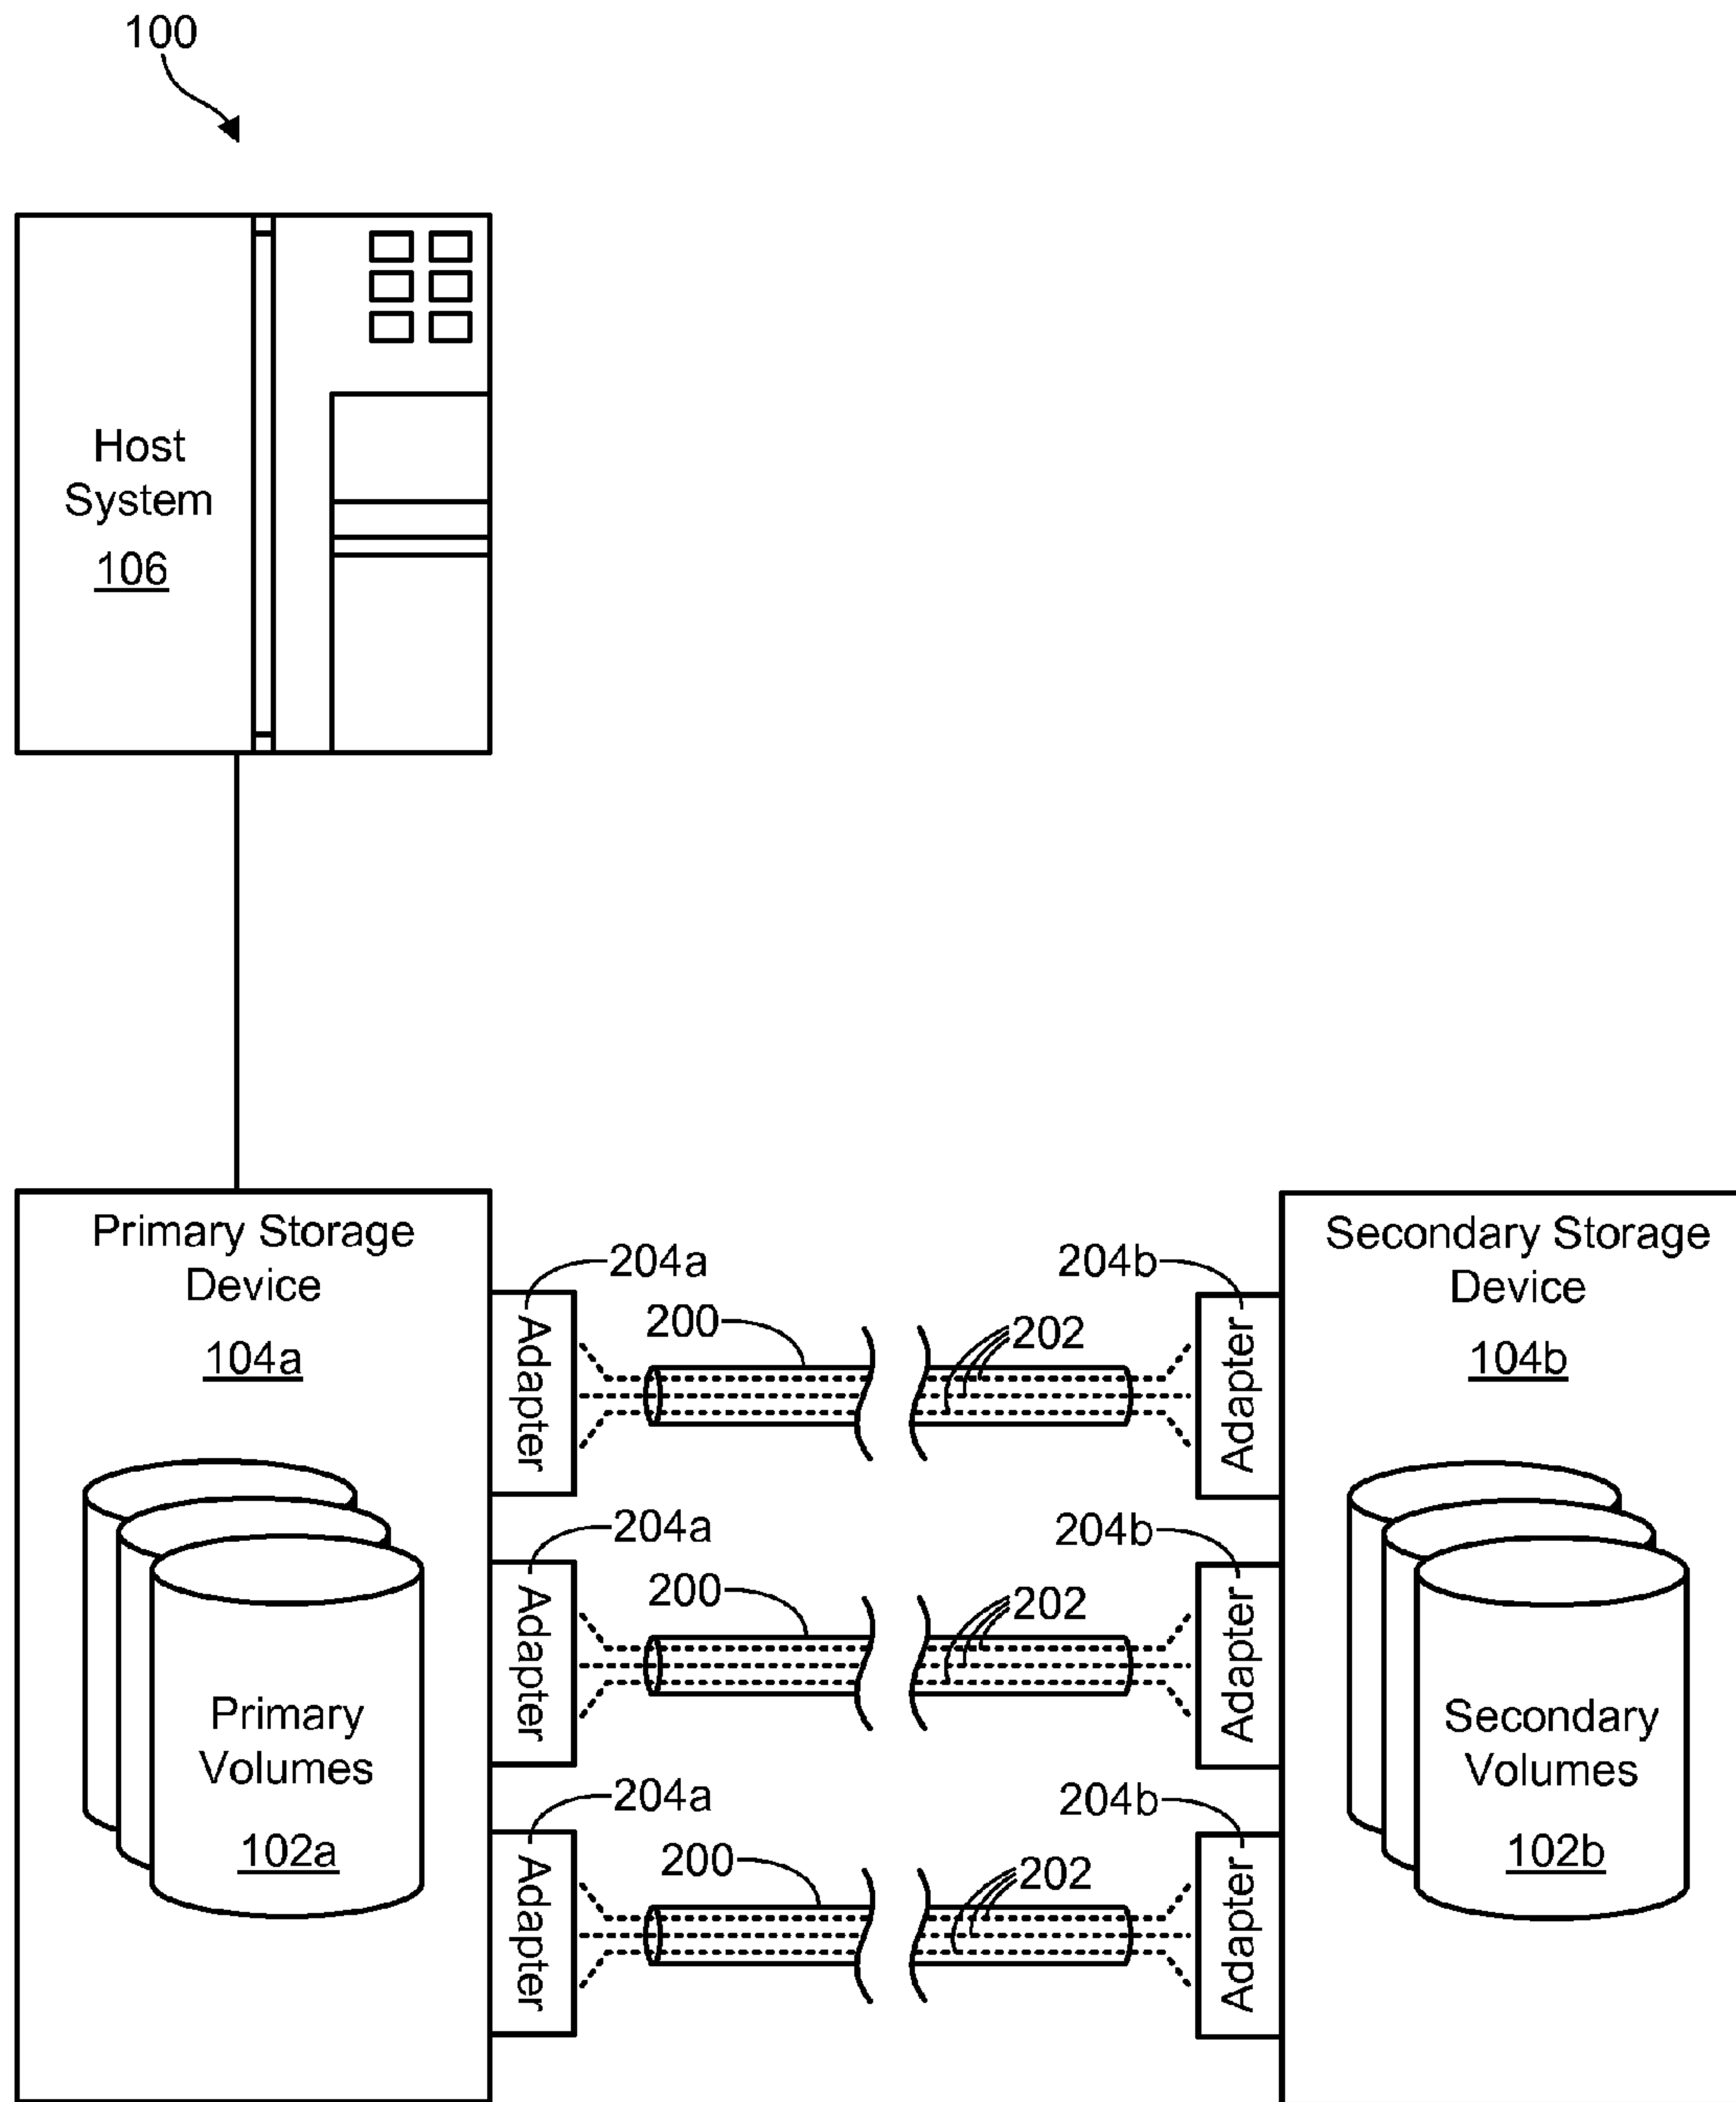 100
Host
System
106
Primary Storage
Device
104a
Secondary Storage
Device
104b
204a
204b
Adapter
200
202
Adapter
204a
204b
Adapter
200
202
Adapter
204a
204b
Adapter
200
202
Adapter
Primary
Volumes
102a
Secondary
Volumes
102b